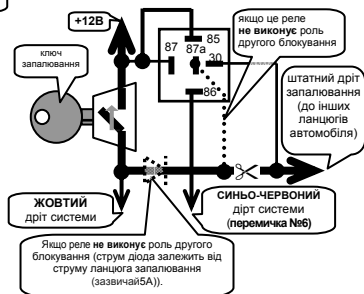 +12В
якщо це реле
не виконує роль
другого блокування
85
87
87а
30
86
ключ
запалювання
штатний дріт
запалювання
(до інших
ланцюгів
автомобіля)
ЖОВТИЙ
дріт системи
СИНЬО-ЧЕРВОНИЙ
дірт системи
(перемичка №6)
Якщо реле не виконує роль другого
блокування (струм діода залежить від
струму ланцюга запалювання
(зазвичай5А)).